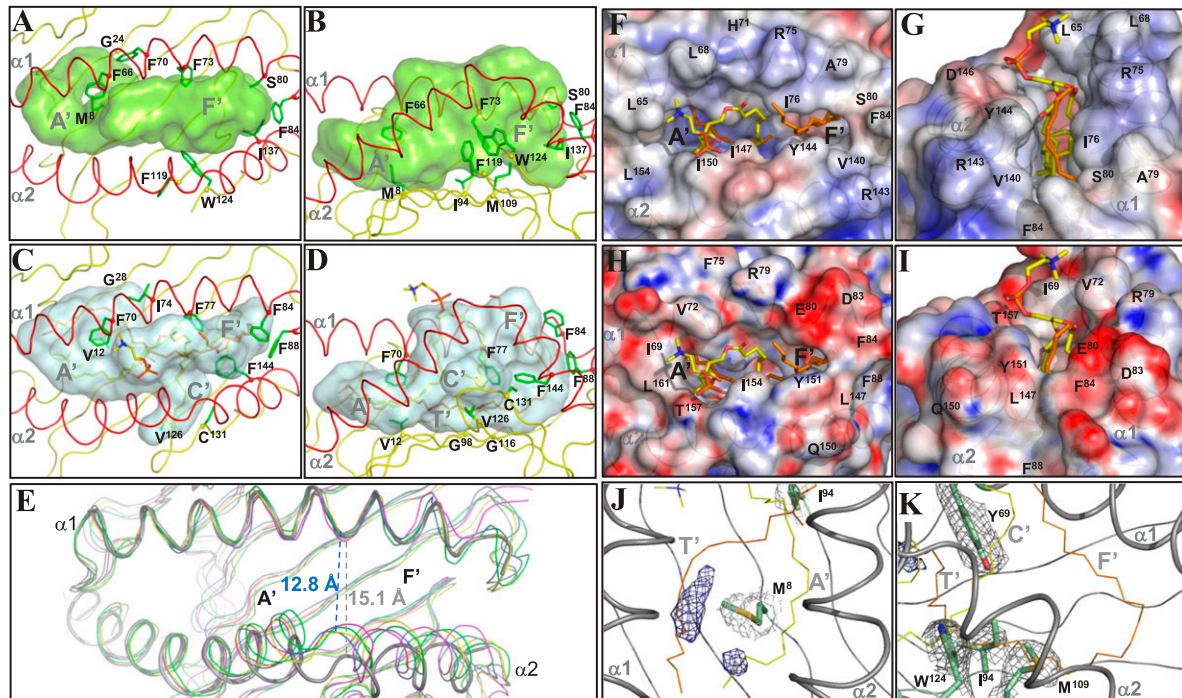 A
G24
α1
F70
F73
F66
M8
S80
A'
F'
F84
I137
α2
F119
W124
B
α1
F66
F73
S80
F84
A'
F'
W124
I137
F119
M8
α2
I94
M109
F
H71
α1
R75
L68
A79
L65
I76
S80
A'
F'
F84
I150
I147
Y144
L154
V140
α2
R143
G
L65
L68
D146
R75
α2
Y144
I76
R143
V140
S80
A79
F84
α1
C
G28
α1
I74
F77
F84
F70
V12
F'
F88
A'
F144
C'
α2
V126
C131
D
α1
F'
F84
F70
F77
C'
F88
F144
A'
C131
T'
V126
V12
G98
G116
α2
H
F75
R79
V72
E80
D83
α1
I69
F84
A'
F'
L161
I154
Y151
F88
T157
L147
α2
Q150
I
I69
V72
R79
T157
E80
Y151
F84
D83
L147
Q150
α1
α2
F88
E
α1
F'
12.8 Å
A'
15.1 Å
α2
J
I94
T'
M8
A'
α1
α2
K
Y69
C'
α1
T'
F'
W124
I94
M109
α2